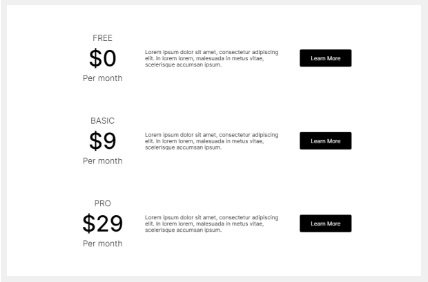 FREE
$0
Per month
Lorem ipsum dolor sit amet, consectetur adipiscing
elit. In lorem lorem, malesuada in metus vitae,
scelerisque accumsan ipsum.
Learn More
BASIC
$9
Per month
Lorem ipsum dolor sit amet, consectetur adipiscing
elit. In lorem lorem, malesuada in metus vitae,
scelerisque accumsan ipsum.
Learn More
PRO
$29
Per month
Lorem ipsum dolor sit amet, consectetur adipiscing
elit. In lorem lorem, malesuada in metus vitae,
scelerisque accumsan ipsum.
Learn More